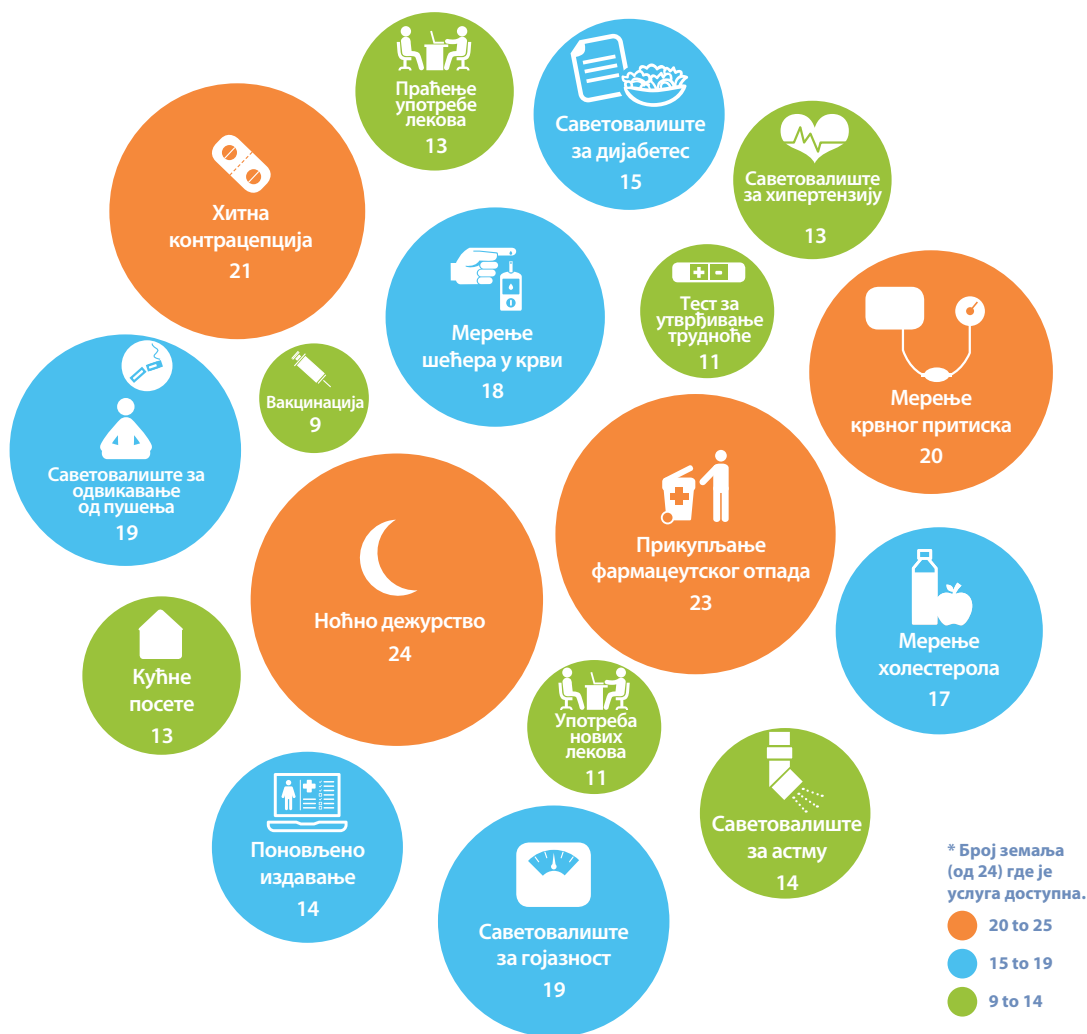 Праћење
употребе
лекова
13
Саветовалиште
за дијабетес
15
Саветовалиште
за хипертензију
13
Хитна
контрацепција
21
Мерење
шећера у крви
18
Тест за
утврђивање
трудноће
11
Мерење
крвног притиска
20
Саветовалиште за
одвикавање
од пушења
19
Вакцинација
9
Ноћно дежурство
24
Прикупљање
фармацеутског отпада
23
Мерење
холестерола
17
Кућне
посете
13
Употреба
нових
лекова
11
Поновљено
издавање
14
Саветовалиште
за гојазност
19
Саветовалиште
за астму
14
* Број земаља
(од 24) где је
услуга доступна.
20 to 25
15 to 19
9 to 14